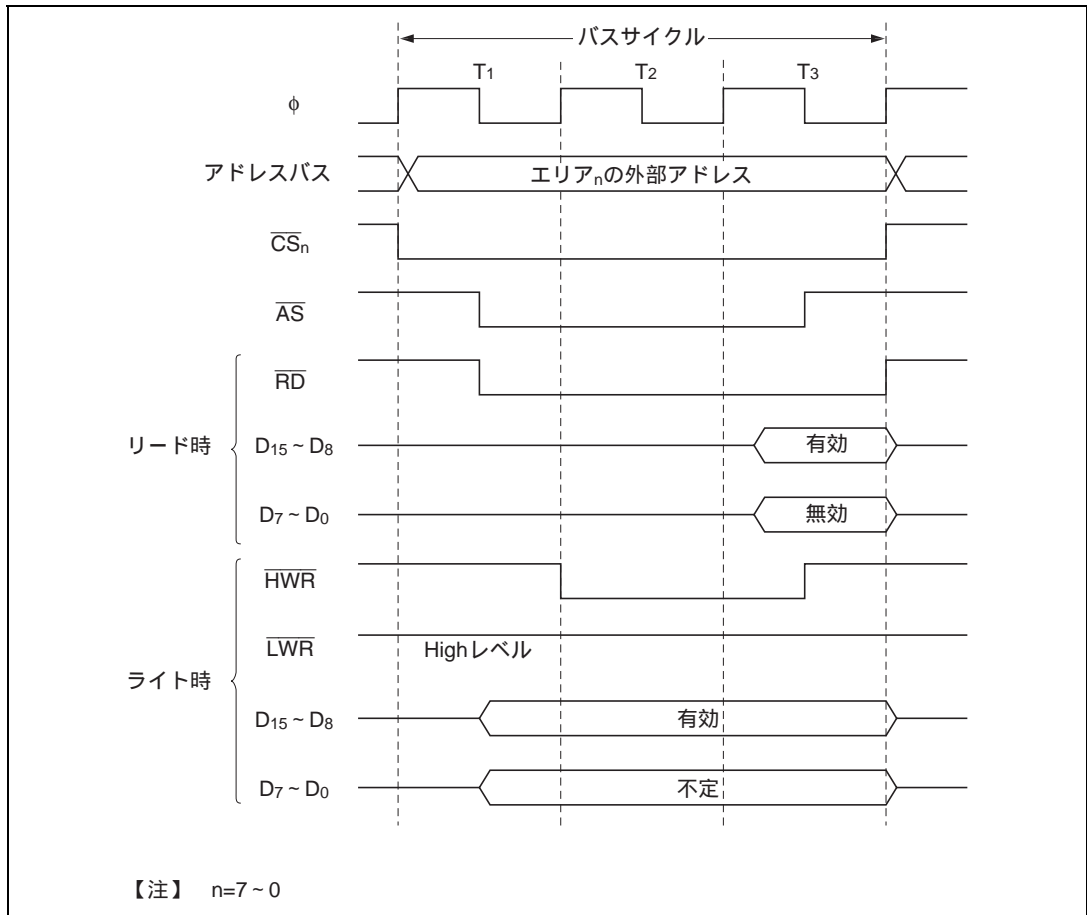 バスサイクル
T1 T2 T3
φ
アドレスバス エリアnの外部アドレス
CSn
AS
RD
リード時 D15~D8 有効
D7~D0 無効
HWR
LWR Highレベル
ライト時 D15~D8 有効
D7~D0 不定
【注】 n=7~0